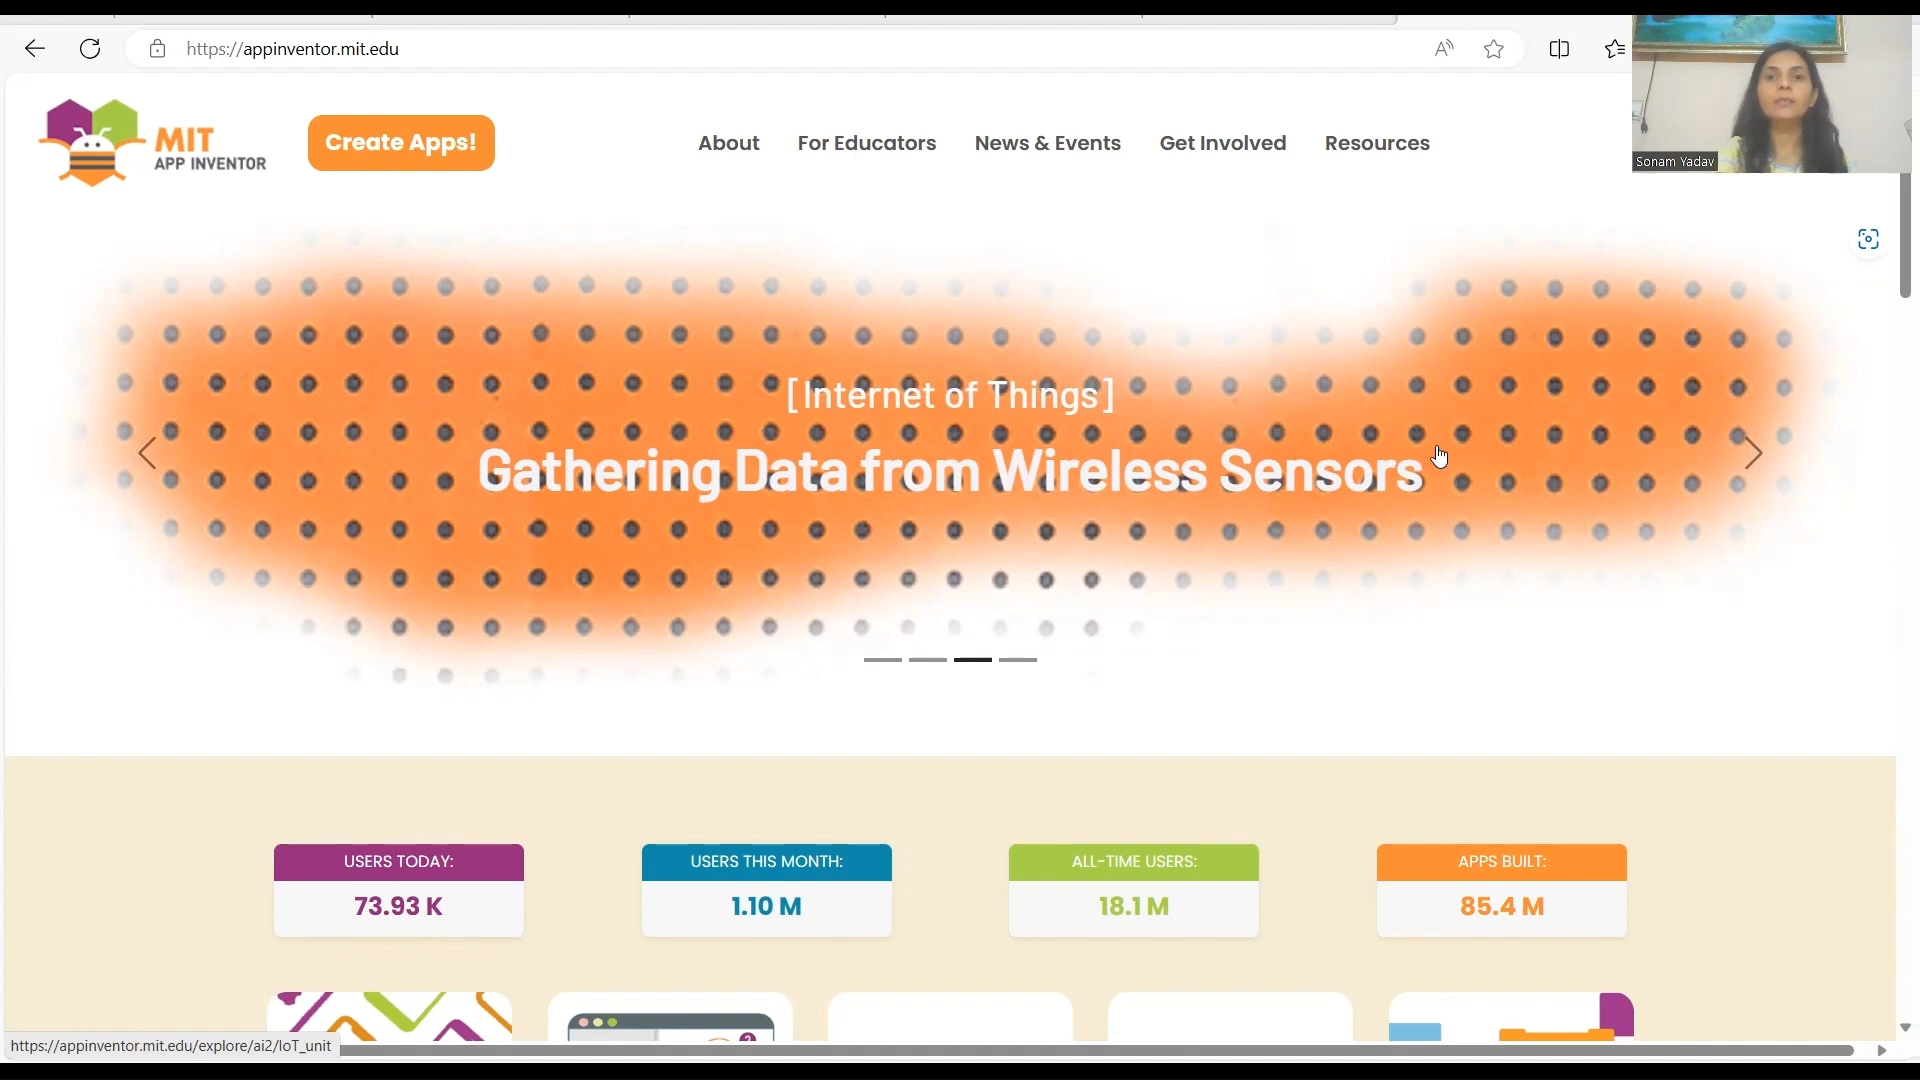 https://appinventor.mit.edu
MIT
APP INVENTOR
Create Apps!
About
For Educators
News & Events
Get Involved
Resources
Sonam Yadav
[Internet of Things]
Gathering Data from Wireless Sensors
USERS TODAY:
73.93 K
USERS THIS MONTH:
1.10 M
ALL-TIME USERS:
18.1 M
APPS BUILT:
85.4 M
https://appinventor.mit.edu/explore/ai2/IoT_unit